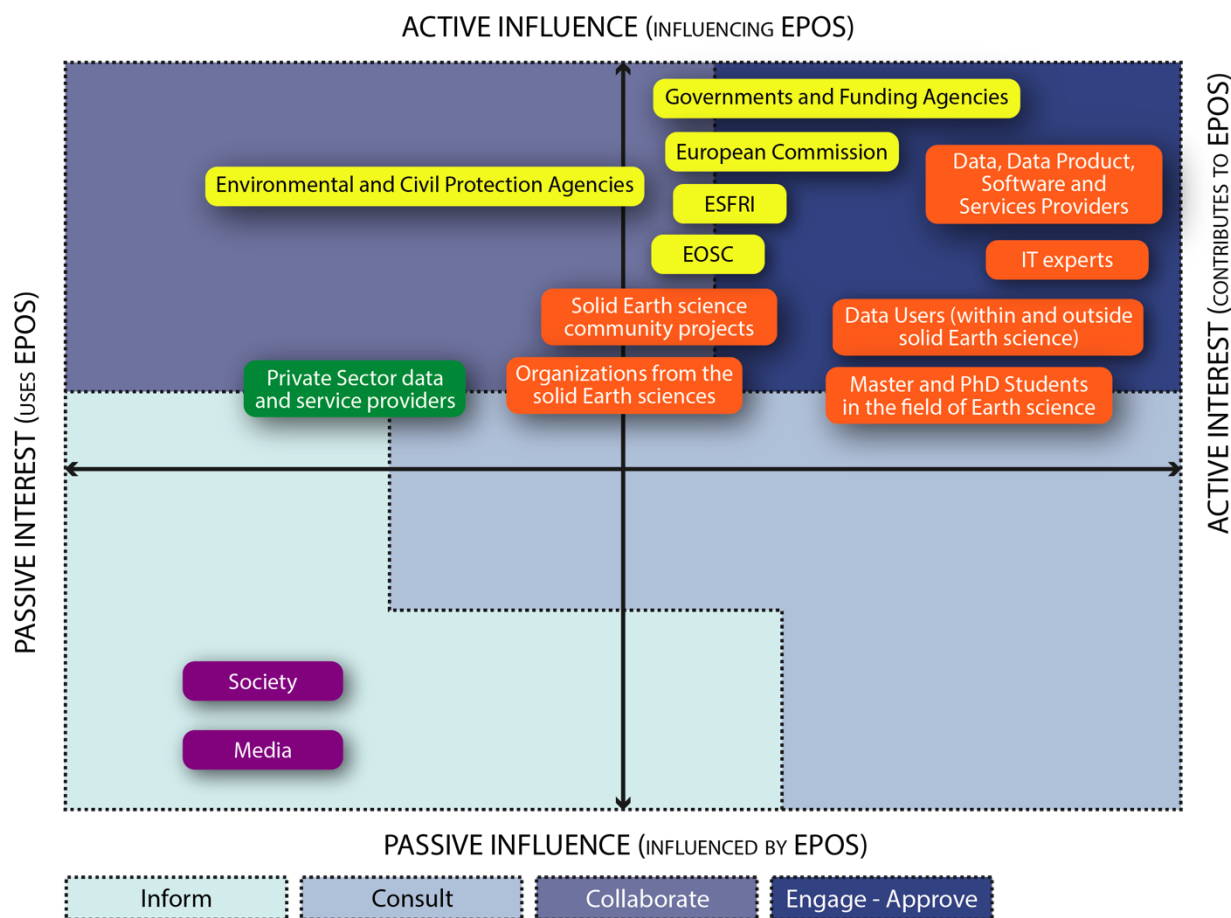 ACTIVE INFLUENCE (INFLUENCING EPOS)
Governments and Funding Agencies
European Commission
Environmental and Civil Protection Agencies
Data, Data Product,
Software and
Services Providers
ESFRI
EOSC
IT experts
Solid Earth science
community projects
Data Users (within and outside
solid Earth science)
Private Sector data
and service providers
Organizations from the
solid Earth sciences
Master and PhD Students
in the field of Earth science
PASSIVE INTEREST (USES EPOS)
ACTIVE INTEREST (CONTRIBUTES TO EPOS)
Society
Media
PASSIVE INFLUENCE (INFLUENCED BY EPOS)
Inform
Consult
Collaborate
Engage - Approve